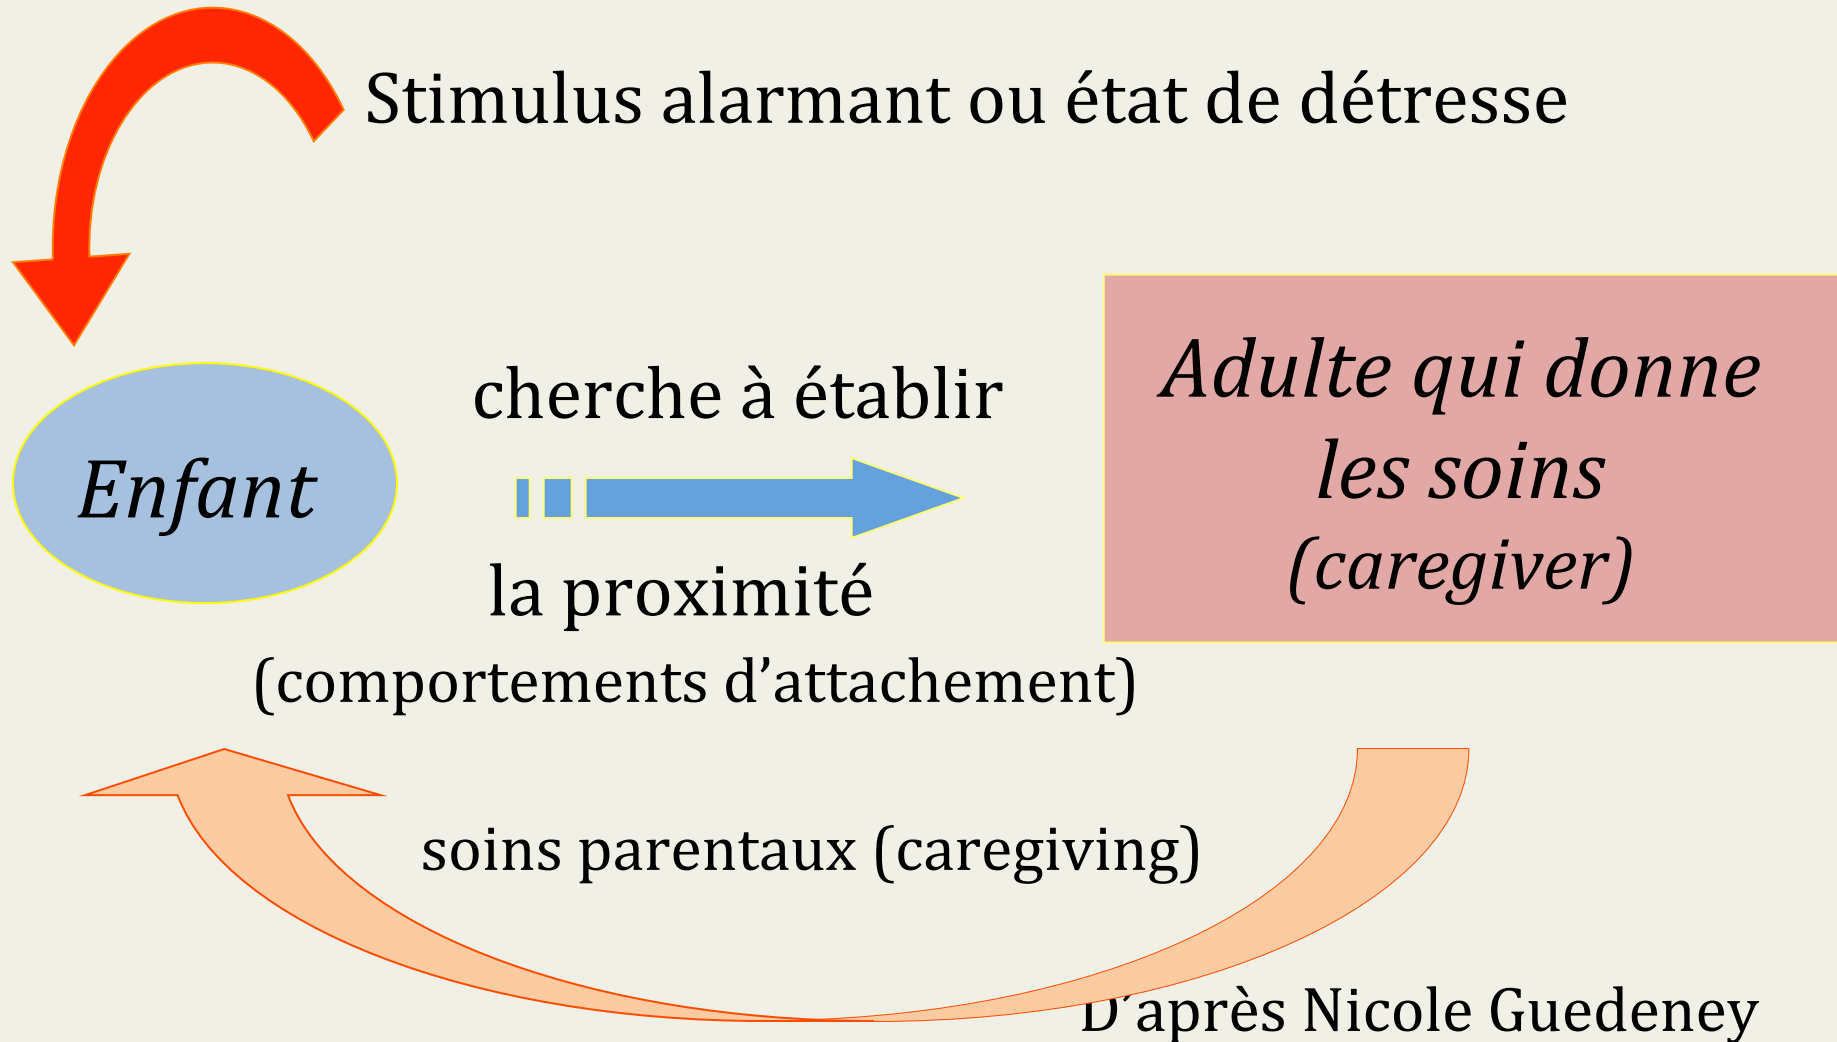 Stimulus alarmant ou état de détresse
cherche à établir
Enfant
la proximité
(comportements d’attachement)
Adulte qui donne
les soins
(caregiver)
soins parentaux (caregiving)
D’après Nicole Guedeney